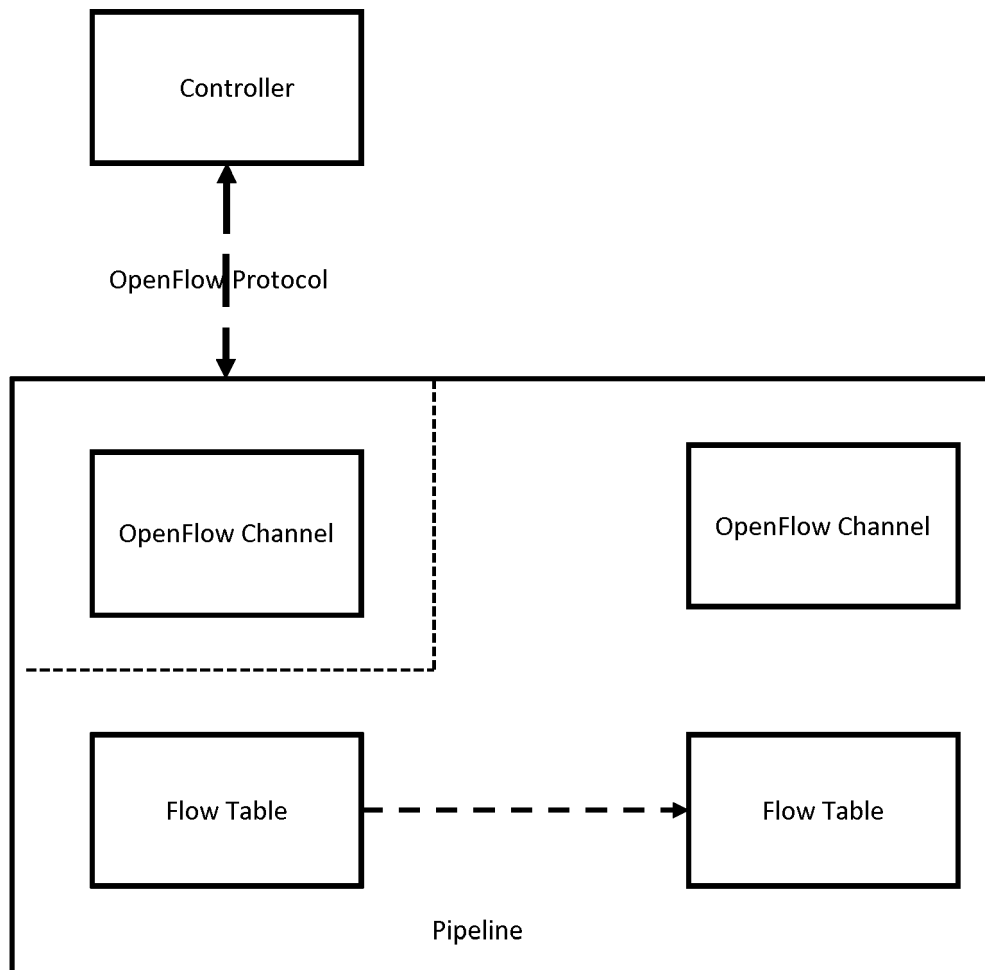 Controller
OpenFlow Protocol
OpenFlow Channel
OpenFlow Channel
Flow Table
Flow Table
Pipeline